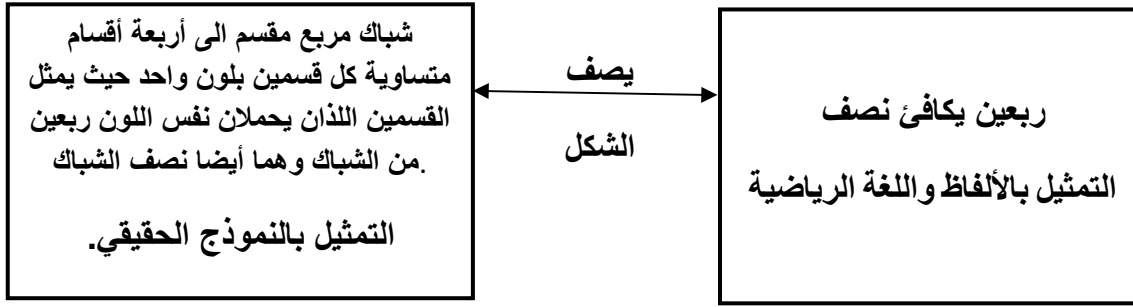 ربعين يكافئ نصف
التمثيل بالألفاظ واللغة الرياضية
يصف
الشكل
شباك مربع مقسم الى أربعة أقسام
متساوية كل قسمين بلون واحد حيث يمثل
القسمين اللذان يحملان نفس اللون ربعين
من الشباك وهما أيضا نصف الشباك.
التمثيل بالنموذج الحقيقي.